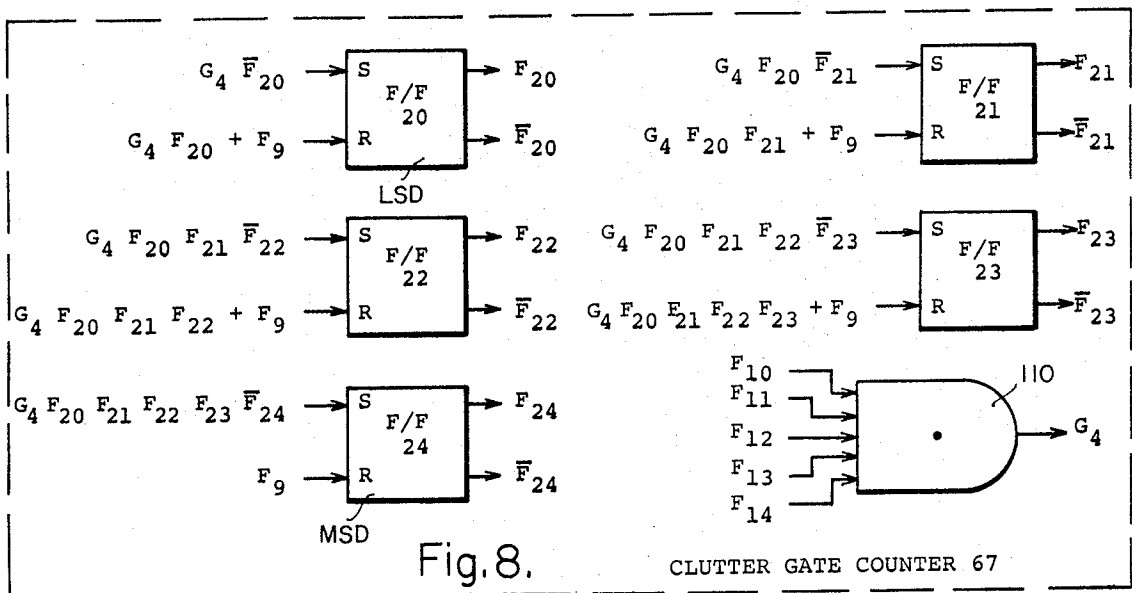 G4 F̅20
S
F/F 20
F20
G4 F20 + F9
R
F̅20
LSD
G4 F20 F̅21
S
F/F 21
F21
G4 F20 F21 + F9
R
F̅21
G4 F20 F21 F̅22
S
F/F 22
F22
G4 F20 F21 F22 + F9
R
F̅22
G4 F20 F21 F22 F̅23
S
F/F 23
F23
G4 F20 F21 F22 F23 + F9
R
F̅23
G4 F20 F21 F22 F23 F̅24
S
F/F 24
F24
F9
R
F̅24
MSD
F10
F11
F12
F13
F14
110
G4
Fig.8.
CLUTTER GATE COUNTER 67